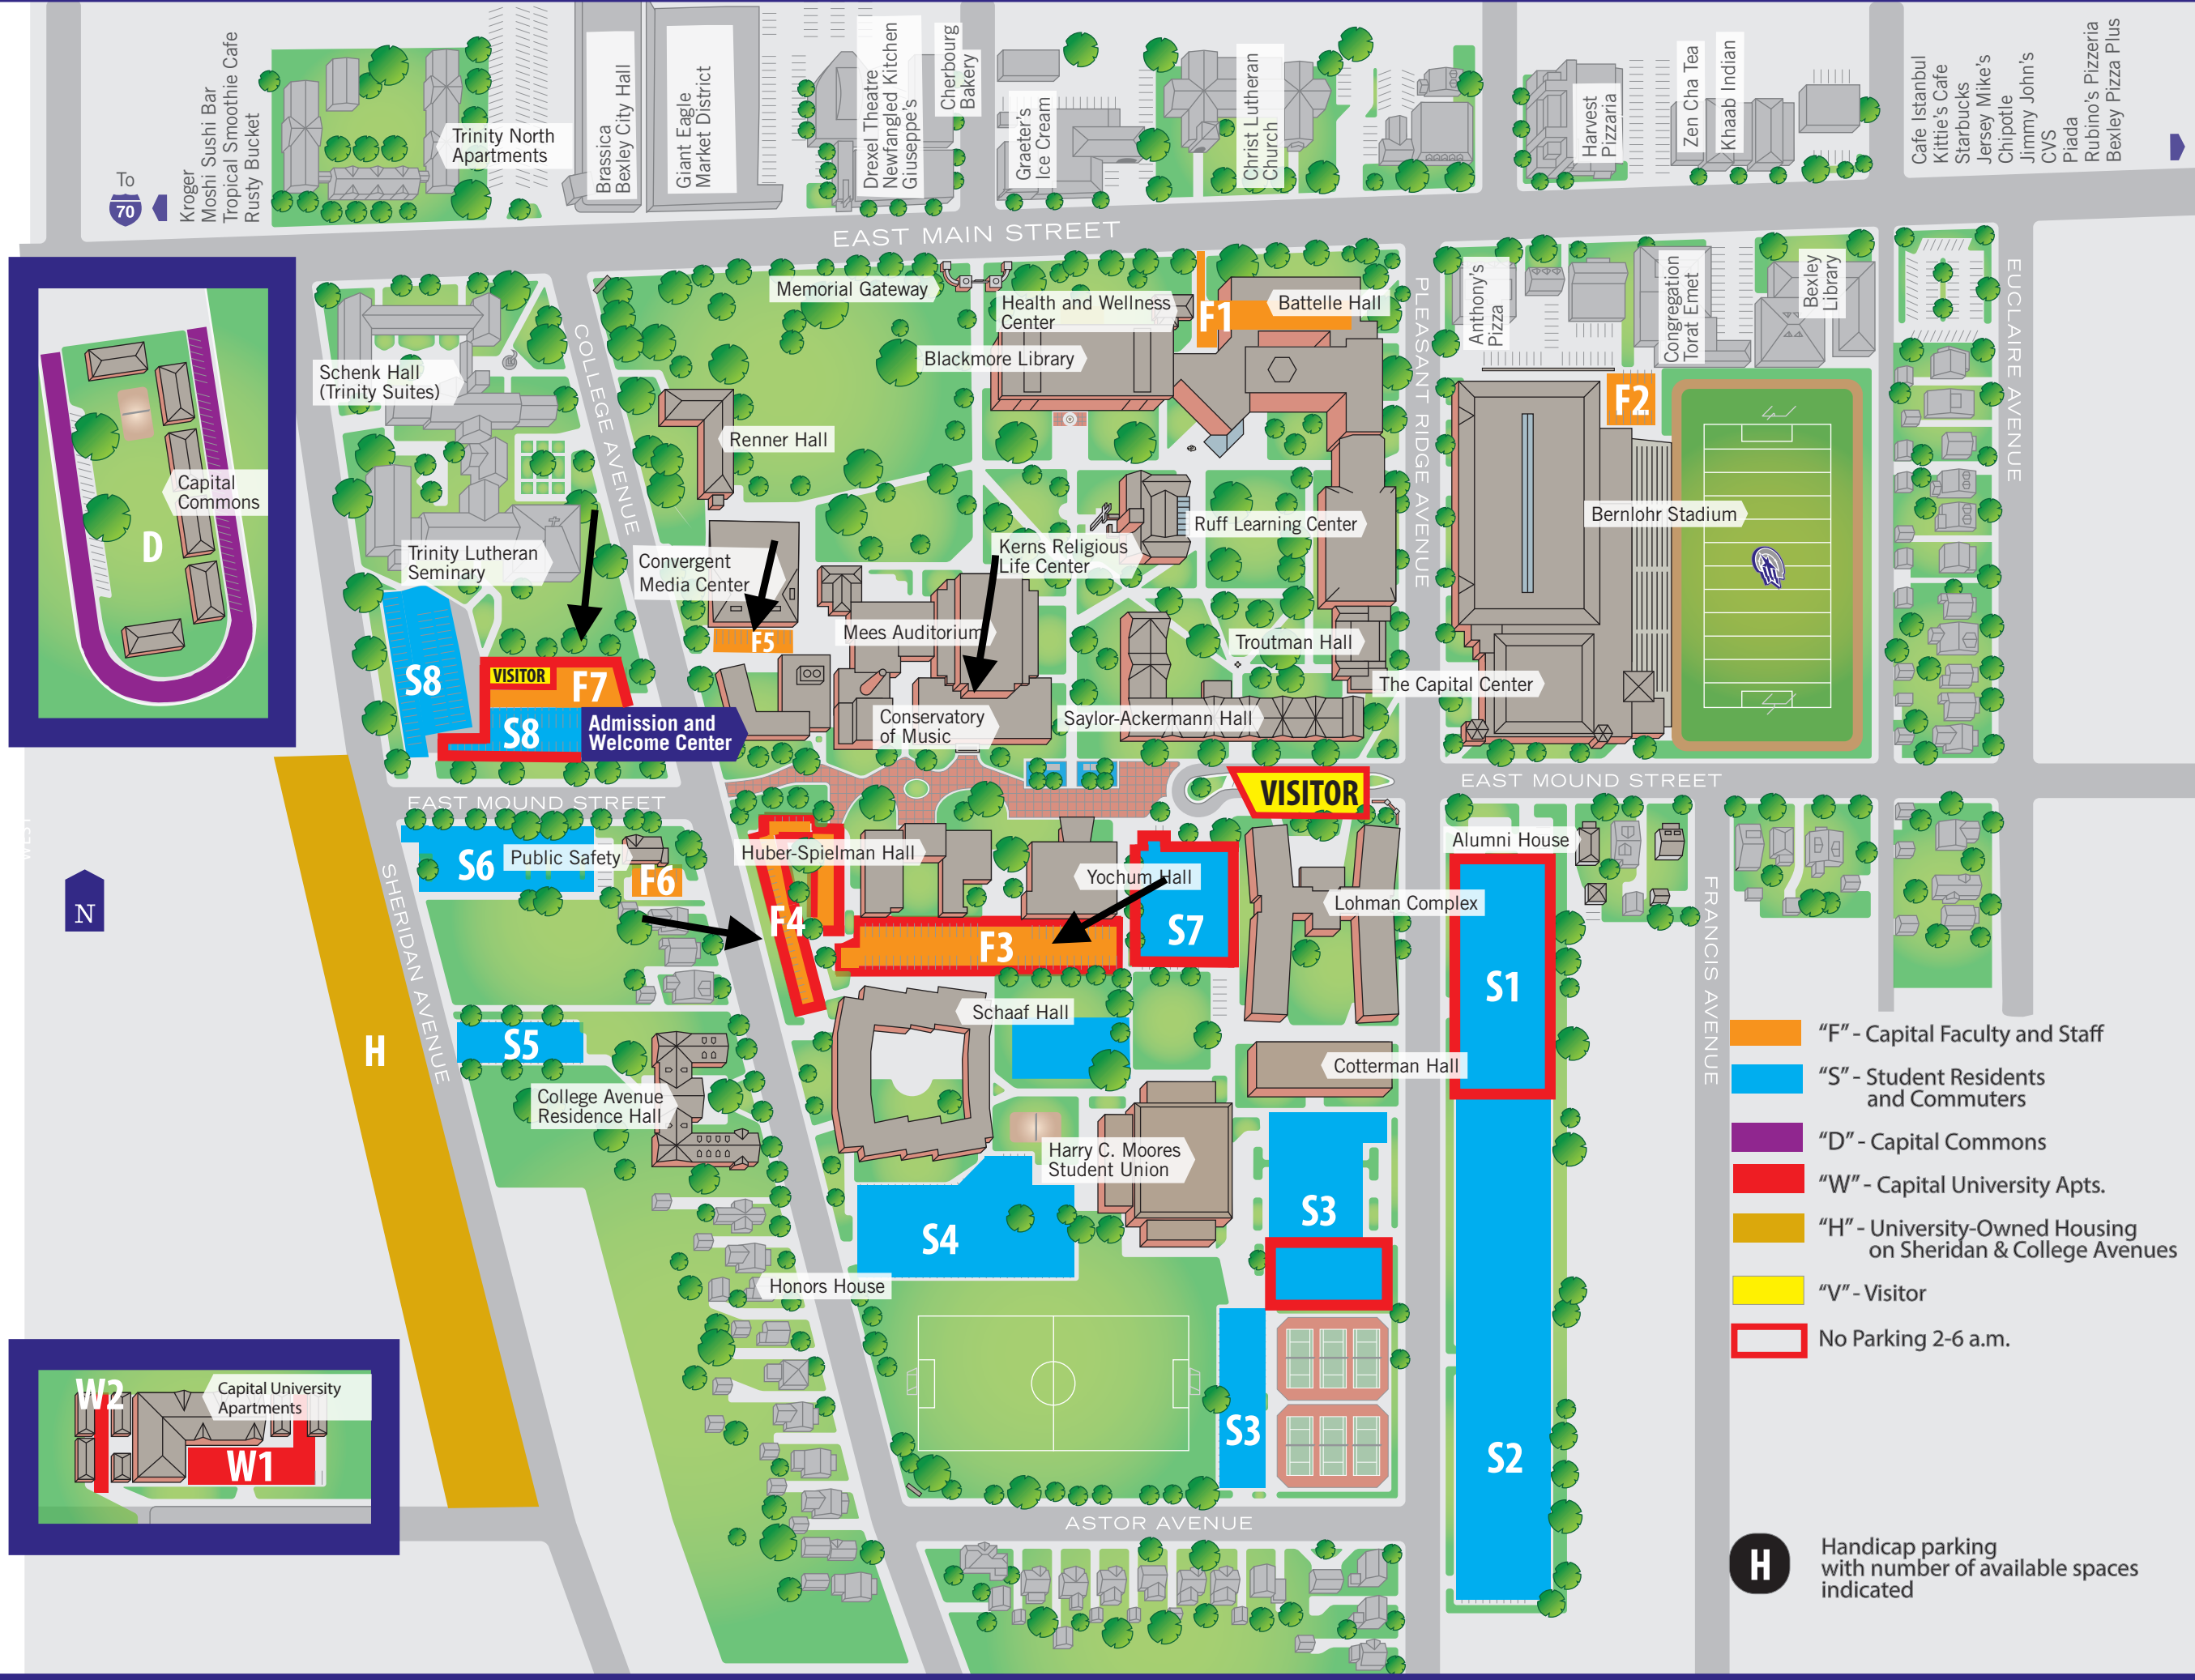 Kroger
Moshi Sushi Bar
Tropical Smoothie Cafe
Rusty Bucket
To
70
Trinity North
Apartments
Brassica
Bexley City Hall
Giant Eagle
Market District
Drexel Theatre
Newfangled Kitchen
Giuseppe's
Cherbourg
Bakery
Graeter's
Ice Cream
Christ Lutheran
Church
Harvest
Pizzaria
Zen Cha Tea
Khaab Indian
Cafe Istanbul
Kittie's Cafe
Starbucks
Jersey Mike's
Chipotle
Jimmy John's
CVS
Piada
Rubino's Pizzeria
Bexley Pizza Plus
EAST MAIN STREET
Memorial Gateway
Health and Wellness
Center
F1
Battelle Hall
Blackmore Library
PLEASANT RIDGE AVENUE
Anthony's
Pizza
Congregation
Torat Emet
Bexley
Library
EUCLAIRE AVENUE
Schenk Hall
(Trinity Suites)
COLLEGE AVENUE
Renner Hall
F2
Capital
Commons
D
Trinity Lutheran
Seminary
Convergent
Media Center
Kerns Religious
Life Center
Ruff Learning Center
Bernlohr Stadium
F5
Mees Auditorium
Troutman Hall
S8
VISITOR
F7
The Capital Center
S8
Admission and
Welcome Center
Conservatory
of Music
Saylor-Ackermann Hall
EAST MOUND STREET
VISITOR
EAST MOUND STREET
S6
Public Safety
F6
Huber-Spielman Hall
Yochum Hall
Alumni House
Lohman Complex
N
SHERIDAN AVENUE
F4
F3
S7
S1
FRANCIS AVENUE
H
S5
Schaaf Hall
Cotterman Hall
College Avenue
Residence Hall
Harry C. Moores
Student Union
S3
S4
Honors House
S3
S2
"F" - Capital Faculty and Staff
"S" - Student Residents
and Commuters
"D" - Capital Commons
"W" - Capital University Apts.
"H" - University-Owned Housing
on Sheridan & College Avenues
"V" - Visitor
No Parking 2-6 a.m.
W2
Capital University
Apartments
W1
ASTOR AVENUE
H
Handicap parking
with number of available spaces
indicated